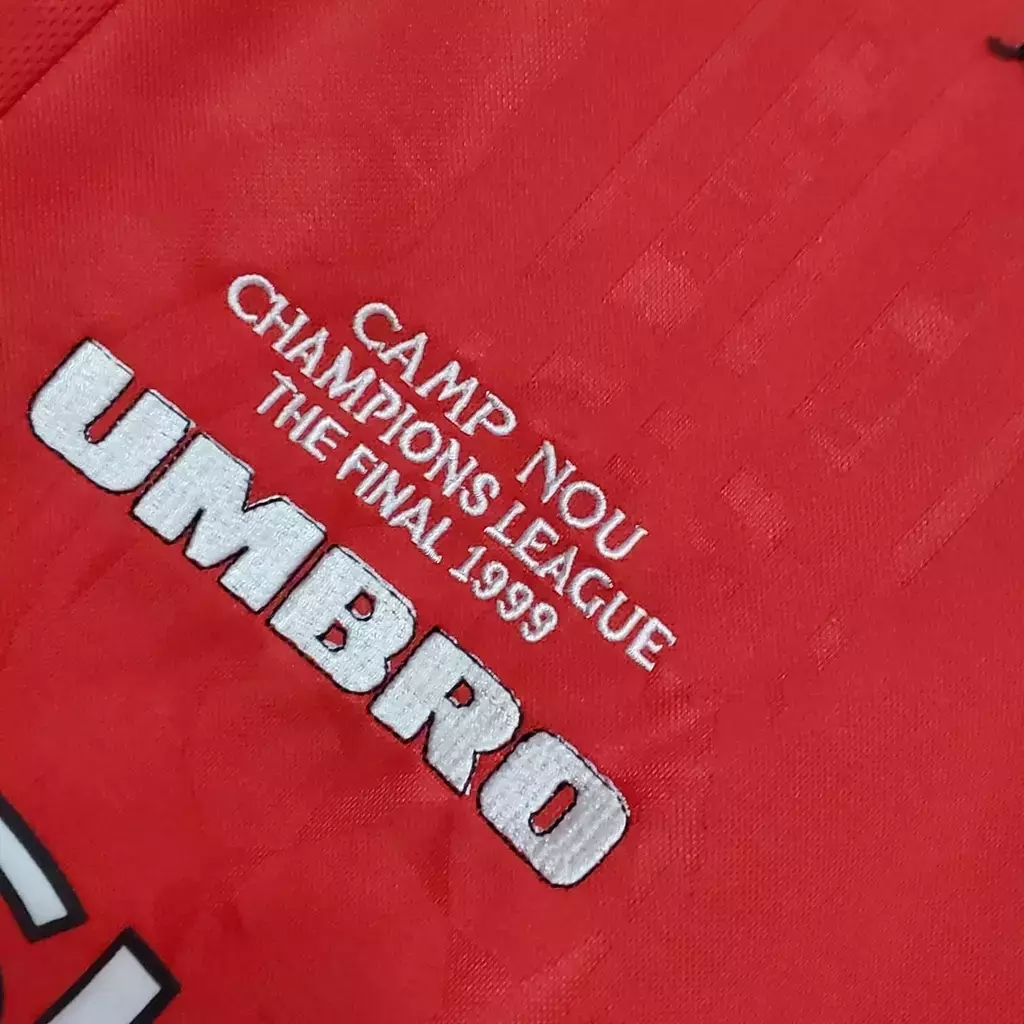 CAMP NOU
CHAMPIONS LEAGUE
THE FINAL 1999
UMBRO